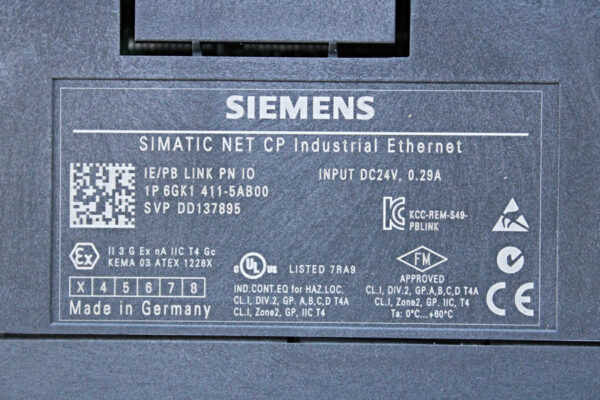 SIEMENS
SIMATIC NET CP Industrial Ethernet
IE/PB LINK PN IO
INPUT DC24V, 0.29A
1P 6GK1 411-5AB00
SVP DD137895
KCC-REM-S49-
PBLINK
Ex
II 3 G Ex nA IIC T4 Gc
KEMA 03 ATEX 1228X
c UL US
LISTED 7RA9
IND.CONT.EQ for HAZ.LOC.
CL.I, DIV.2, GP. A,B,C,D T4A
CL.I, Zone2, GP, IIC, T4
FM
APPROVED
CL.I, DIV.2, GP.A,B,C,D T4A
CL.I, Zone2, GP. IIC, T4
Ta: 0°C...+60°C
CE
X 4 5 6 7 8
Made in Germany